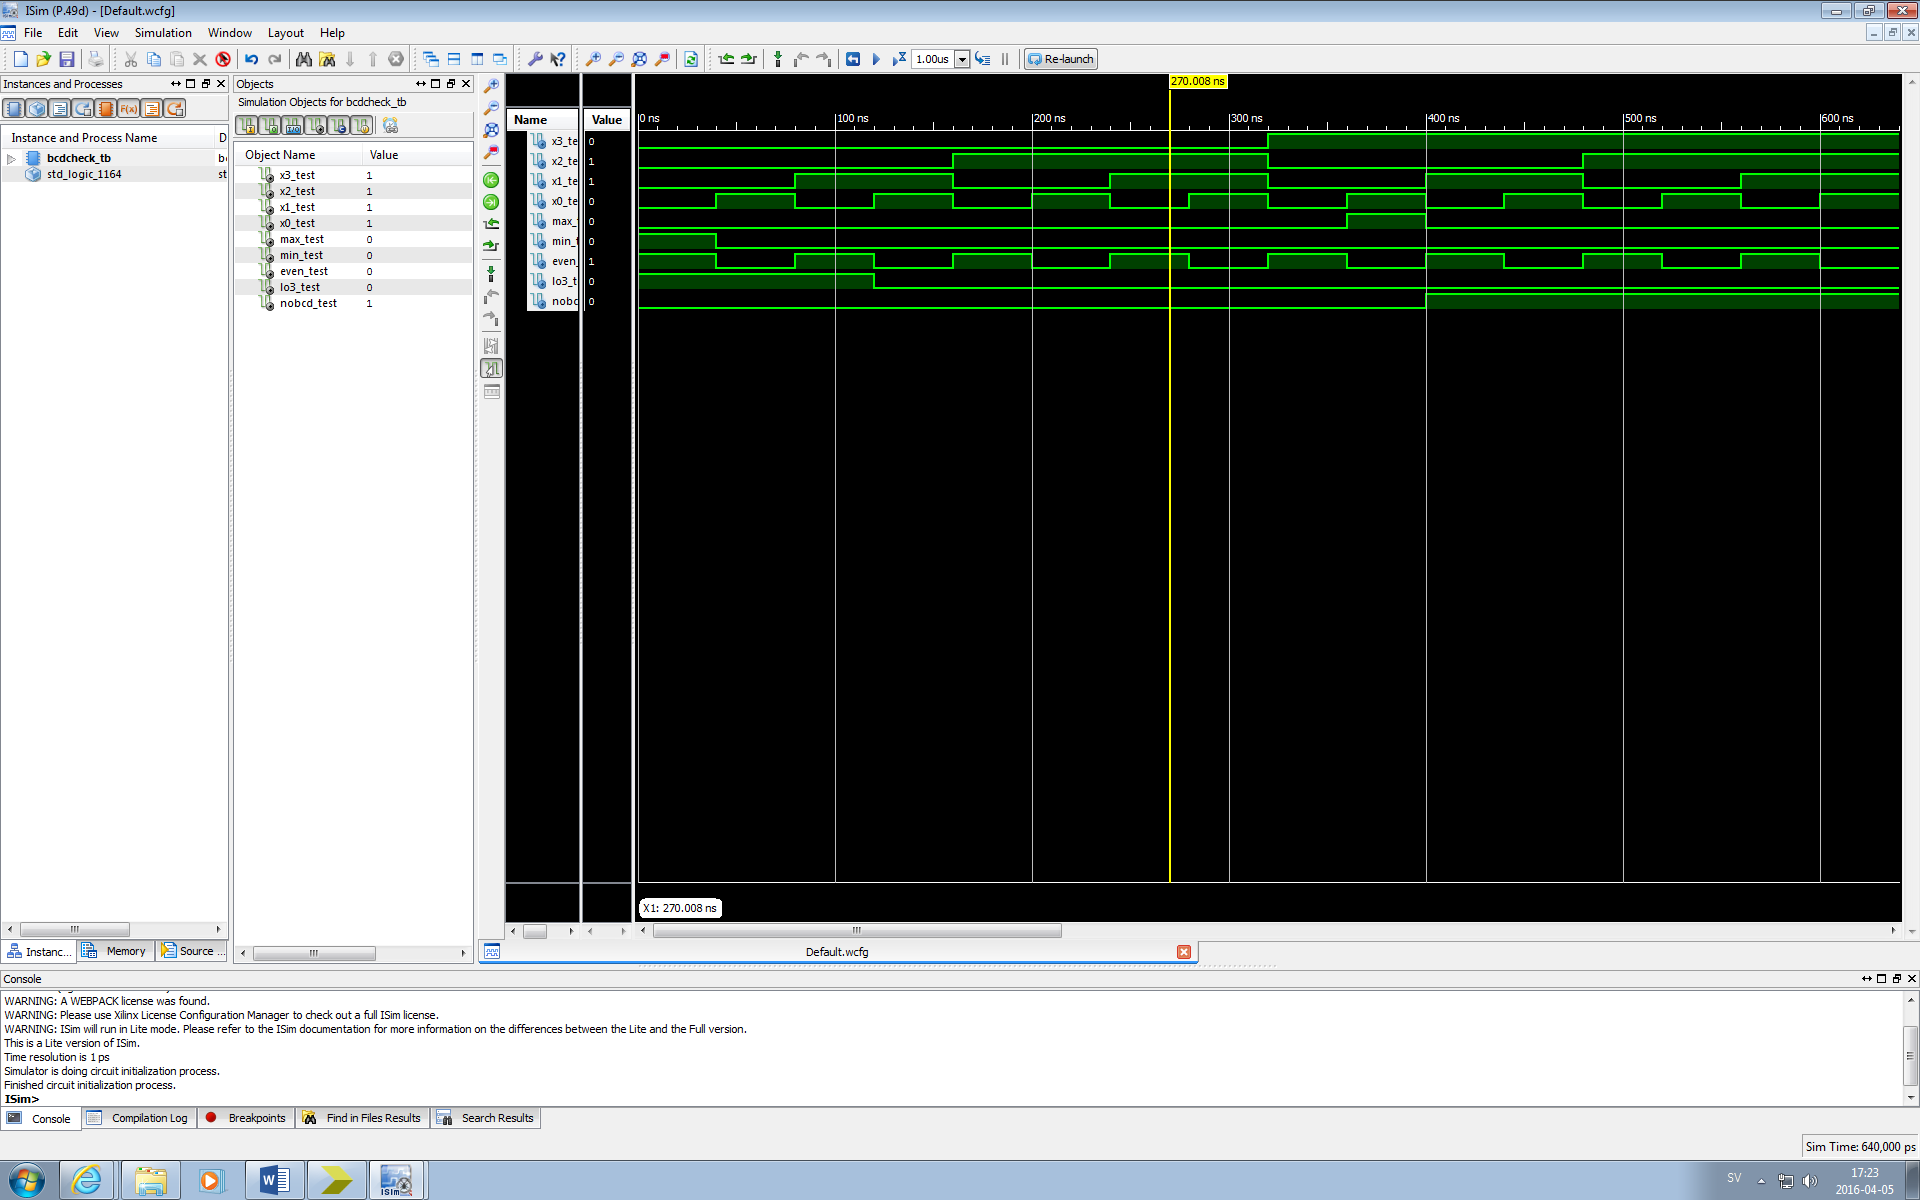 ISim (P.49d) - [Default.wcfg]
File Edit View Simulation Window Layout Help
1.00us Re-launch
Instances and Processes
Instance and Process Name D
bcdcheck_tb b
std_logic_1164 st
Instanc... Memory Source ...
Objects
Simulation Objects for bcdcheck_tb
Object Name Value
x3_test 1
x2_test 1
x1_test 1
x0_test 1
max_test 0
min_test 0
even_test 0
lo3_test 0
nobcd_test 1
Name Value
x3_te 0
x2_te 1
x1_te 1
x0_te 0
max_ 0
min_t 0
even_ 1
lo3_t 0
nobc 0
270.008 ns
0 ns 100 ns 200 ns 300 ns 400 ns 500 ns 600 ns
X1: 270.008 ns
Default.wcfg
Console
WARNING: A WEBPACK license was found.
WARNING: Please use Xilinx License Configuration Manager to check out a full ISim license.
WARNING: ISim will run in Lite mode. Please refer to the ISim documentation for more information on the differences between the Lite and the Full version.
This is a Lite version of ISim.
Time resolution is 1 ps
Simulator is doing circuit initialization process.
Finished circuit initialization process.
ISim>
Console Compilation Log Breakpoints Find in Files Results Search Results
Sim Time: 640,000 ps
SV 17:23
2016-04-05